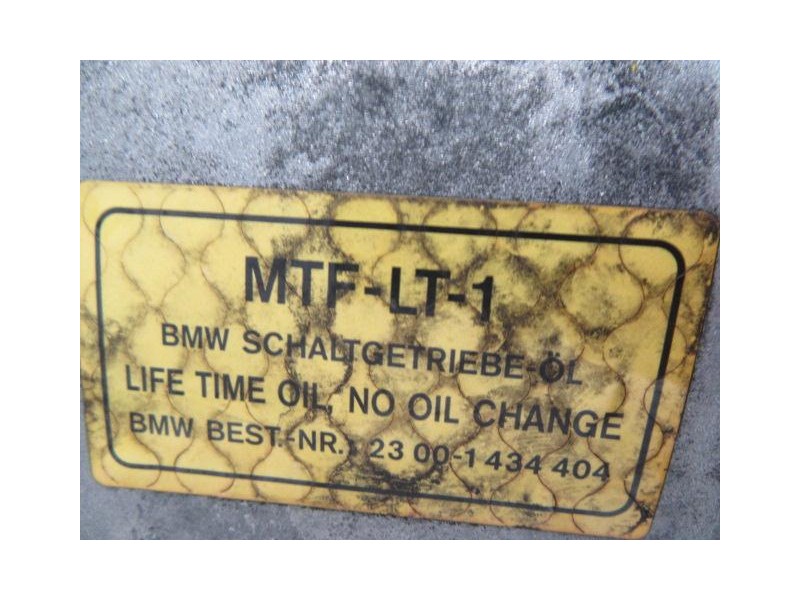 MTF-LT-1
BMW SCHALTGETRIEBE-ÖL
LIFE TIME OIL, NO OIL CHANGE
BMW BEST.-NR.: 23 00-1 434 404